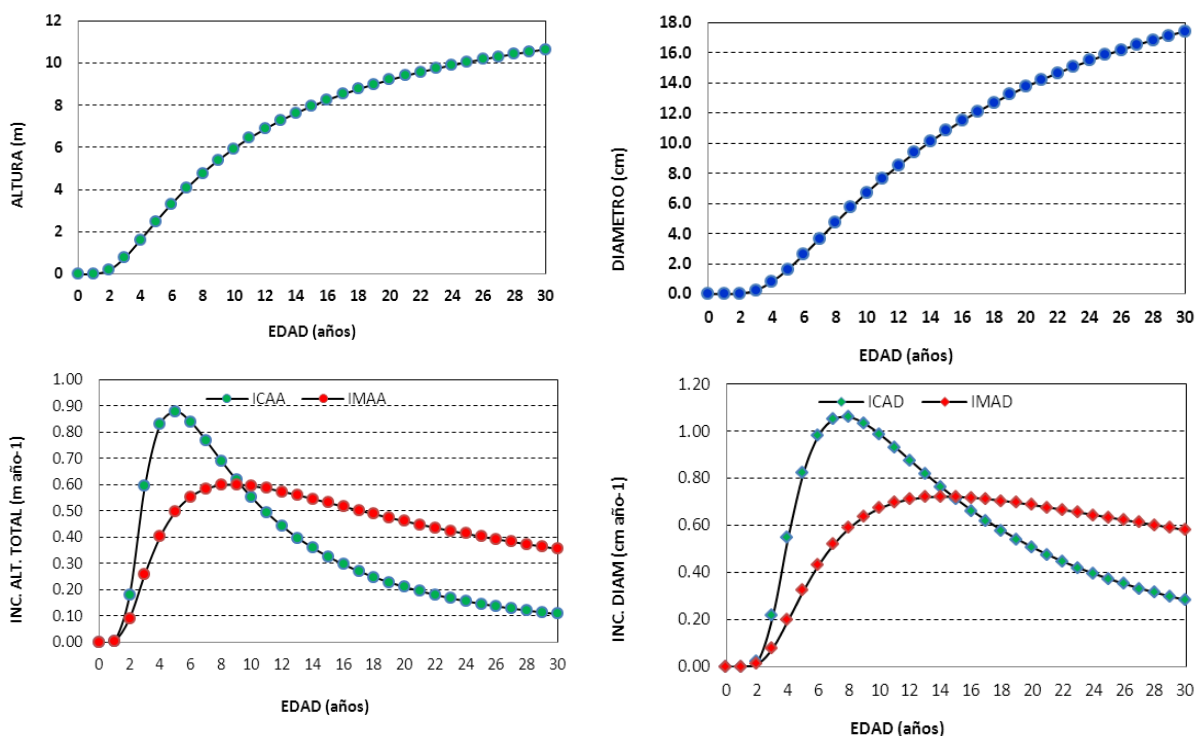 ALTURA (m)
12
10
8
6
4
2
0
0 2 4 6 8 10 12 14 16 18 20 22 24 26 28 30
EDAD (años)
DIAMETRO (cm)
18.0
16.0
14.0
12.0
10.0
8.0
6.0
4.0
2.0
0.0
0 2 4 6 8 10 12 14 16 18 20 22 24 26 28 30
EDAD (años)
INC. ALT. TOTAL (m año-1)
1.00
0.90
0.80
0.70
0.60
0.50
0.40
0.30
0.20
0.10
0.00
ICAA IMAA
0 2 4 6 8 10 12 14 16 18 20 22 24 26 28 30
EDAD (años)
INC. DIAM (cm año-1)
1.20
1.00
0.80
0.60
0.40
0.20
0.00
ICAD IMAD
0 2 4 6 8 10 12 14 16 18 20 22 24 26 28 30
EDAD (años)